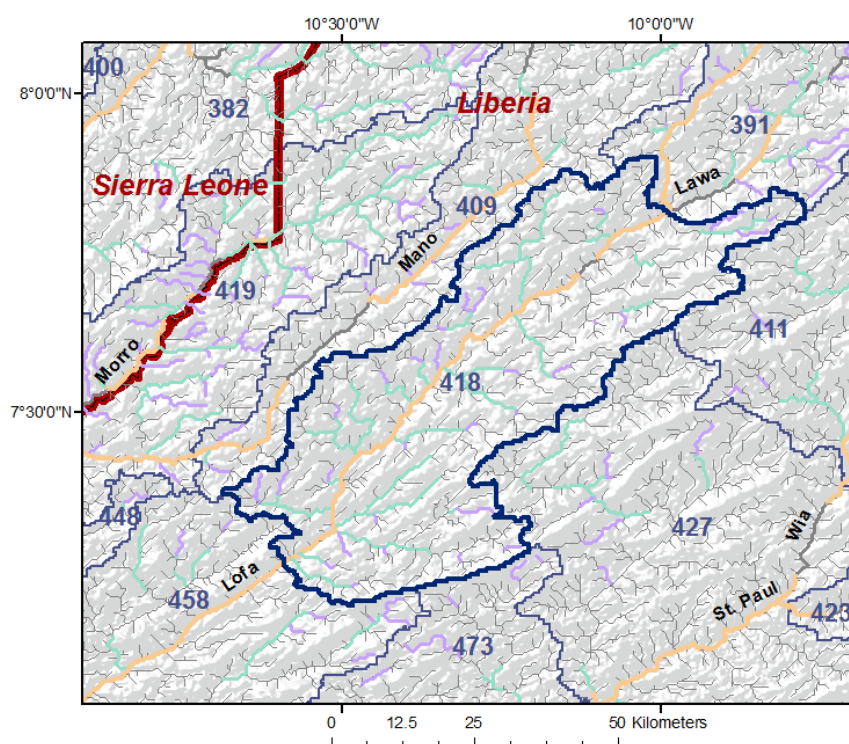 10°30'0"W 10°0'0"W
400
8°0'0"N
382
Liberia
391
Sierra Leone
Lawa
409
Mano
419
411
Morro
418
7°30'0"N
448
427
Wia
Lofa
458
St. Paul
423
473
0 12.5 25 50 Kilometers